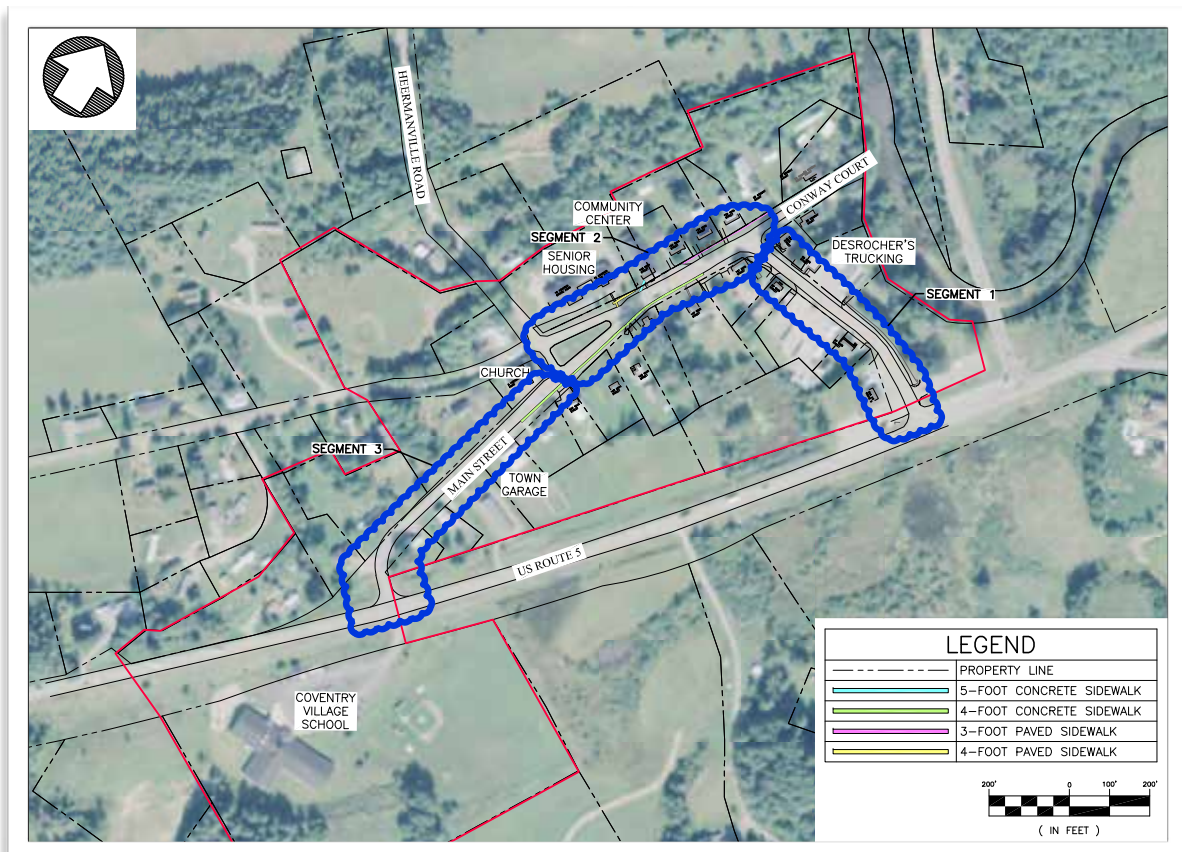 HEERMANVILLE ROAD
CONWAY COURT
COMMUNITY
CENTER
SEGMENT 2
SENIOR
HOUSING
DESROCHER'S
TRUCKING
SEGMENT 1
CHURCH
SEGMENT 3
MAIN STREET
TOWN
GARAGE
US ROUTE 5
COVENTRY
VILLAGE
SCHOOL
LEGEND
PROPERTY LINE
5-FOOT CONCRETE SIDEWALK
4-FOOT CONCRETE SIDEWALK
3-FOOT PAVED SIDEWALK
4-FOOT PAVED SIDEWALK
200' 0 100' 200'
( IN FEET )